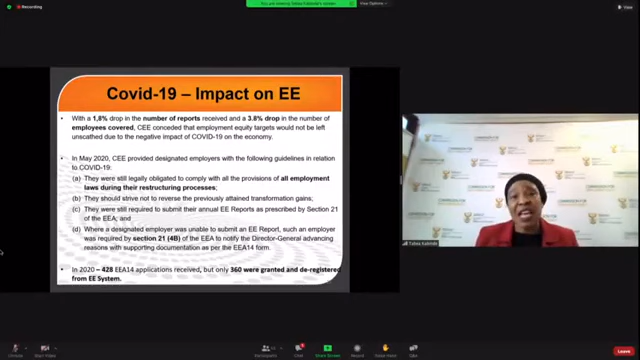 Recording
You are viewing
screen
View Options
View
Covid-19 – Impact on EE
With a 1,8% drop in the number of reports received and a 3.8% drop in the number of
employees covered, CEE conceded that employment equity targets would not be left
unscathed due to the negative impact of COVID-19 on the economy.
In May 2020, CEE provided designated employers with the following guidelines in relation
to COVID-19:
(a) They were still legally obligated to comply with all the provisions of all employment
laws during their restructuring processes;
(b) They should strive not to reverse the previously attained transformation gains;
(c) They were still required to submit their annual EE Reports as prescribed by Section 21
of the EEA; and
(d) Where a designated employer was unable to submit an EE Report, such an employer
was required by section 21 (4B) of the EEA to notify the Director-General advancing
reasons with supporting documentation as per the EEA14 form.
In 2020 – 428 EEA14 applications received, but only 360 were granted and de-registered
from EE System.
Unmute
Start Video
Participants
Chat
Share Screen
Record
Raise Hand
Q&A
Leave